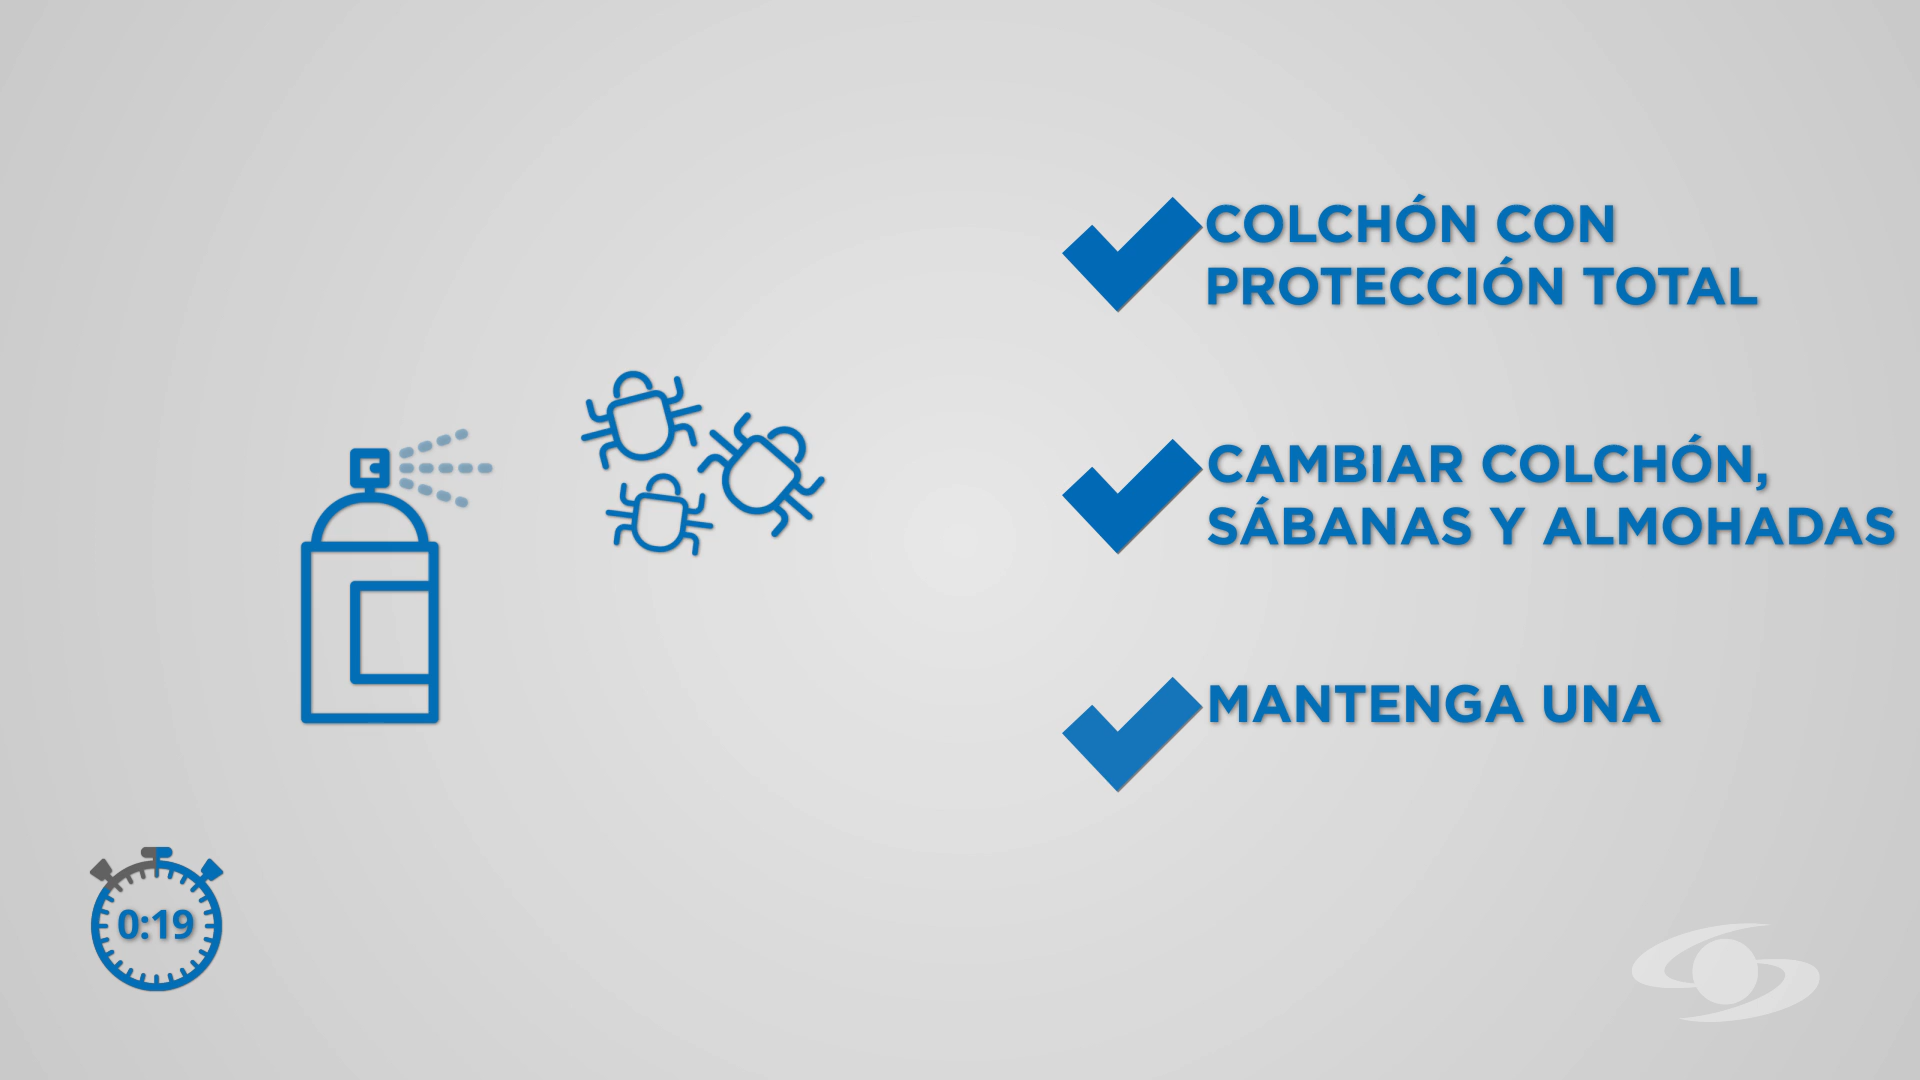 COLCHÓN CON
PROTECCIÓN TOTAL
CAMBIAR COLCHÓN,
SÁBANAS Y ALMOHADAS
MANTENGA UNA
0:19